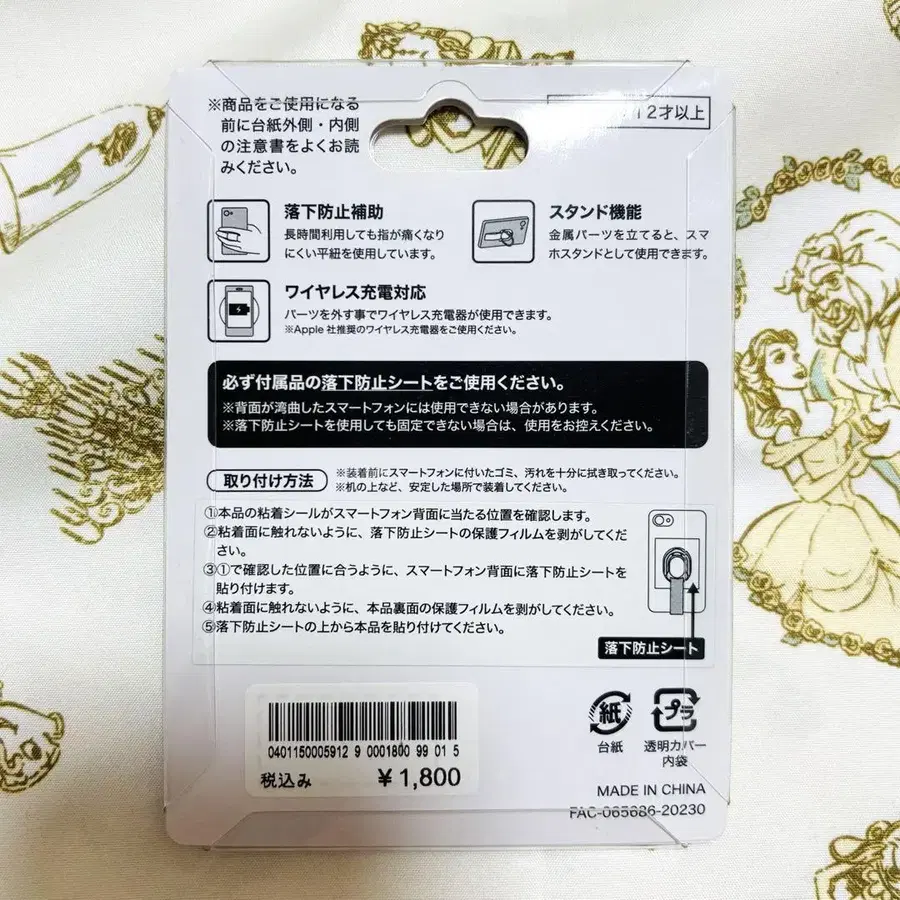 ※商品をご使用になる
前に台紙外側・内側
の注意書をよくお読
みください。
12才以上
落下防止補助
長時間利用しても指が痛くなり
にくい平紐を使用しています。
スタンド機能
金属パーツを立てると、スマ
ホスタンドとして使用できます。
ワイヤレス充電対応
パーツを外す事でワイヤレス充電器が使用できます。
※Apple 社推奨のワイヤレス充電器をご使用ください。
必ず付属品の落下防止シートをご使用ください。
※背面が湾曲したスマートフォンには使用できない場合があります。
※落下防止シートを使用しても固定できない場合は、使用をお控えください。
取り付け方法
※装着前にスマートフォンに付いたゴミ、汚れを十分に拭き取ってください。
※机の上など、安定した場所で装着してください。
①本品の粘着シールがスマートフォン背面に当たる位置を確認します。
②粘着面に触れないように、落下防止シートの保護フィルムを剥がしてくだ
さい。
③①で確認した位置に合うように、スマートフォン背面に落下防止シートを
貼り付けます。
④粘着面に触れないように、本品裏面の保護フィルムを剥がしてください。
⑤落下防止シートの上から本品を貼り付けてください。
落下防止シート
0401150005912 9 0001800 99 01 5
税込み ¥1,800
紙
台紙
プラ
透明カバー
内袋
MADE IN CHINA
FAC-065686-20230